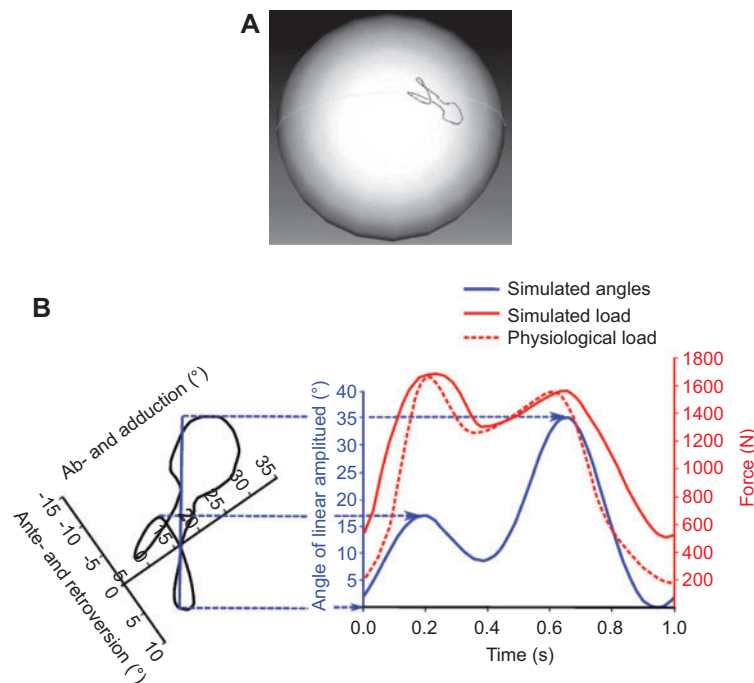 A
B
Simulated angles
Simulated load
Physiological load
Ab- and adduction (°)
35
30
25
20
15
0
5
-15
-10
-5
0
5
10
Ante- and retroversion (°)
Angle of linear amplitued (°)
40
35
30
25
20
15
10
5
1800
1600
1400
1200
1000
800
600
400
200
Force (N)
0.0 0.2 0.4 0.6 0.8 1.0
Time (s)